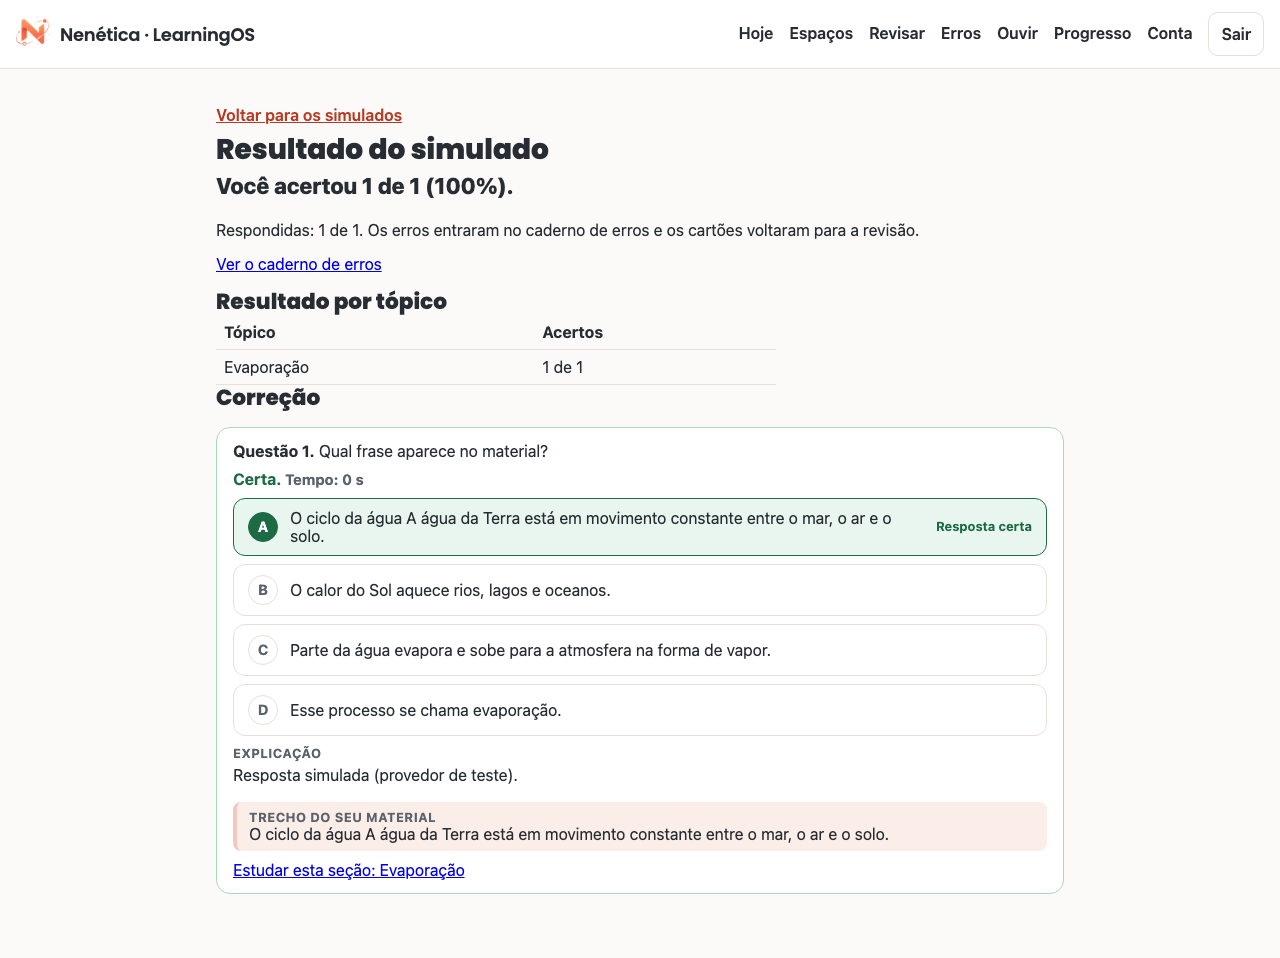 Nenética · LearningOS
Hoje Espaços Revisar Erros Ouvir Progresso Conta Sair
Voltar para os simulados
Resultado do simulado
Você acertou 1 de 1 (100%).
Respondidas: 1 de 1. Os erros entraram no caderno de erros e os cartões voltaram para a revisão.
Ver o caderno de erros
Resultado por tópico
Tópico Acertos
Evaporação 1 de 1
Correção
Questão 1. Qual frase aparece no material?
Certa. Tempo: 0 s
A O ciclo da água A água da Terra está em movimento constante entre o mar, o ar e o
solo.
Resposta certa
B O calor do Sol aquece rios, lagos e oceanos.
C Parte da água evapora e sobe para a atmosfera na forma de vapor.
D Esse processo se chama evaporação.
EXPLICAÇÃO
Resposta simulada (provedor de teste).
TRECHO DO SEU MATERIAL
O ciclo da água A água da Terra está em movimento constante entre o mar, o ar e o solo.
Estudar esta seção: Evaporação